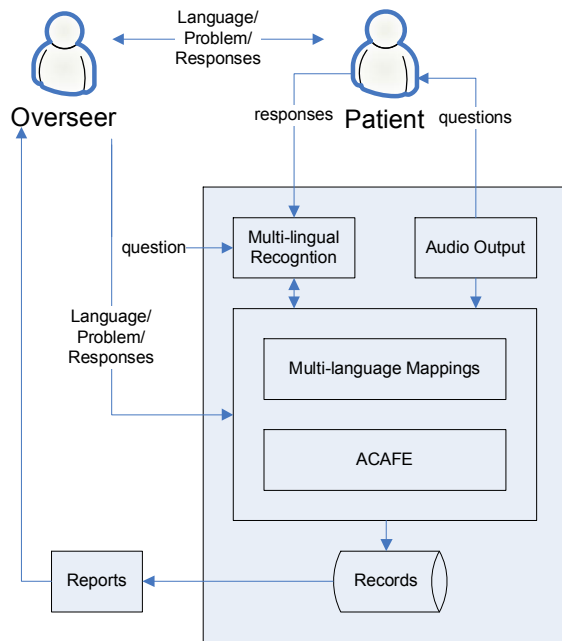 Language/
Problem/
Responses
Overseer
Patient
responses
questions
question
Multi-lingual
Recogntion
Audio Output
Language/
Problem/
Responses
Multi-language Mappings
ACAFE
Reports
Records